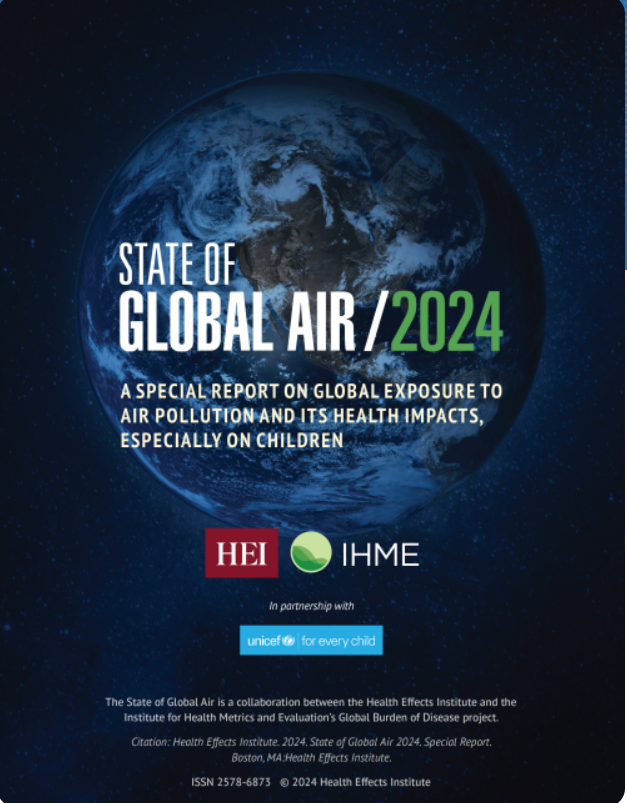 STATE OF
GLOBAL AIR/2024
A SPECIAL REPORT ON GLOBAL EXPOSURE TO
AIR POLLUTION AND ITS HEALTH IMPACTS,
ESPECIALLY ON CHILDREN
HEI IHME
In partnership with
unicef for every child
The State of Global Air is a collaboration between the Health Effects Institute and the
Institute for Health Metrics and Evaluation's Global Burden of Disease project.
Citation: Health Effects Institute. 2024. State of Global Air 2024. Special Report.
Boston, MA:Health Effects Institute.
ISSN 2578-6873 © 2024 Health Effects Institute